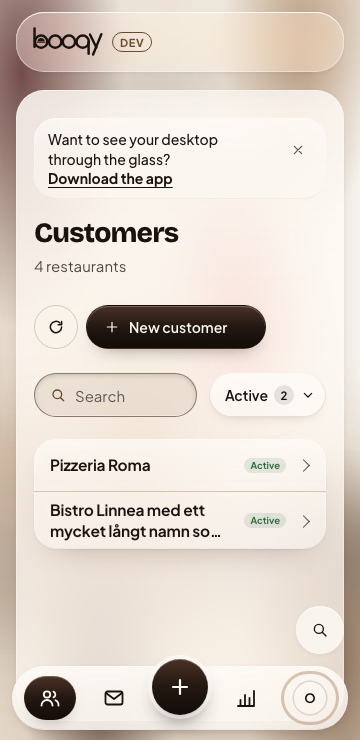 booqy DEV
Want to see your desktop
through the glass?
Download the app
Customers
4 restaurants
New customer
Search
Active 2
Pizzeria Roma Active
Bistro Linnea med ett
mycket långt namn so… Active
O